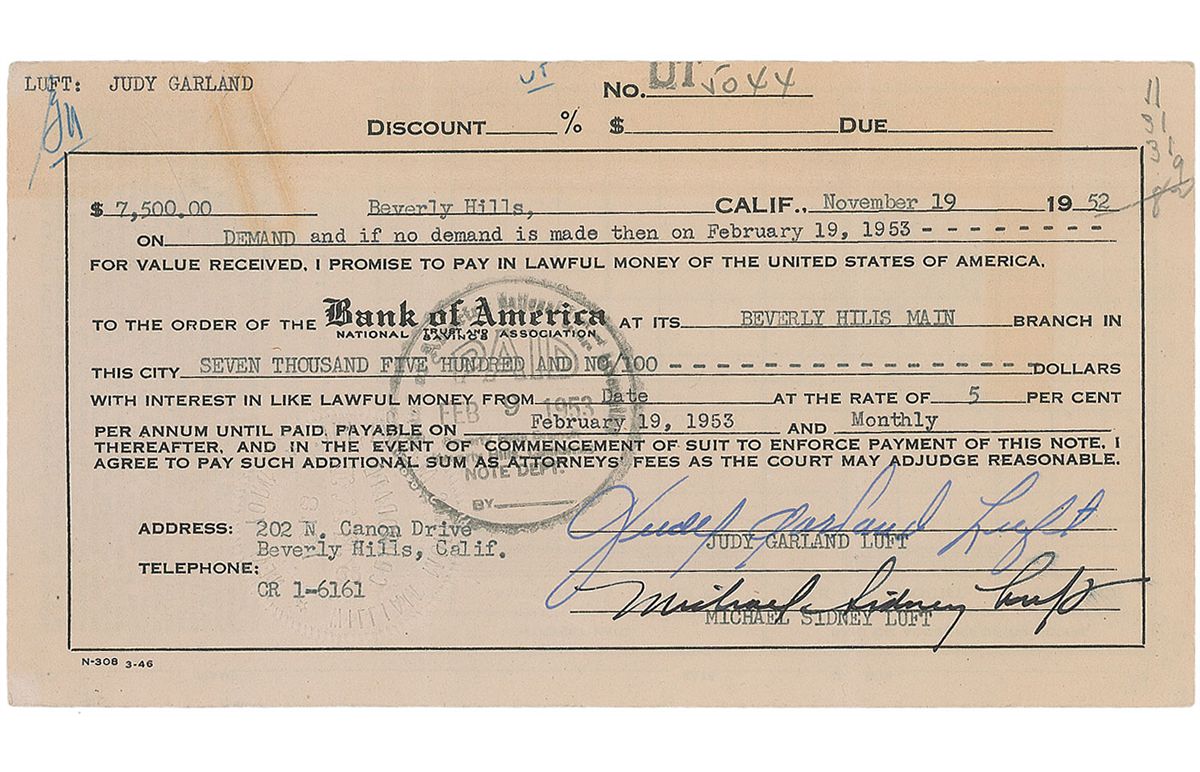 LUFT: JUDY GARLAND
UT
No. UT 5044
DISCOUNT % $ DUE
11
31
31
9
$ 7,500.00 Beverly Hills, CALIF., November 19 19 52
ON DEMAND and if no demand is made then on February 19, 1953 - - - - - - - - -
FOR VALUE RECEIVED, I PROMISE TO PAY IN LAWFUL MONEY OF THE UNITED STATES OF AMERICA,
TO THE ORDER OF THE Bank of America AT ITS BEVERLY HILLS MAIN BRANCH IN
NATIONAL TRUST AND SAVINGS ASSOCIATION
THIS CITY SEVEN THOUSAND FIVE HUNDRED AND NO/100 - - - - - - - - - - - - - - - - - - DOLLARS
WITH INTEREST IN LIKE LAWFUL MONEY FROM Date AT THE RATE OF 5 PER CENT
PER ANNUM UNTIL PAID PAYABLE ON February 19, 1953 AND Monthly
THEREAFTER, AND IN THE EVENT OF COMMENCEMENT OF SUIT TO ENFORCE PAYMENT OF THIS NOTE, I
AGREE TO PAY SUCH ADDITIONAL SUM AS ATTORNEYS' FEES AS THE COURT MAY ADJUDGE REASONABLE.
PAID
FEB 9 1953
NOTE DEPT.
BY
ADDRESS: 202 N. Canon Drive
Beverly Hills, Calif.
TELEPHONE:
CR 1-6161
Judy Garland Luft
JUDY GARLAND LUFT
Michael Sidney Luft
MICHAEL SIDNEY LUFT
N-308 3-46